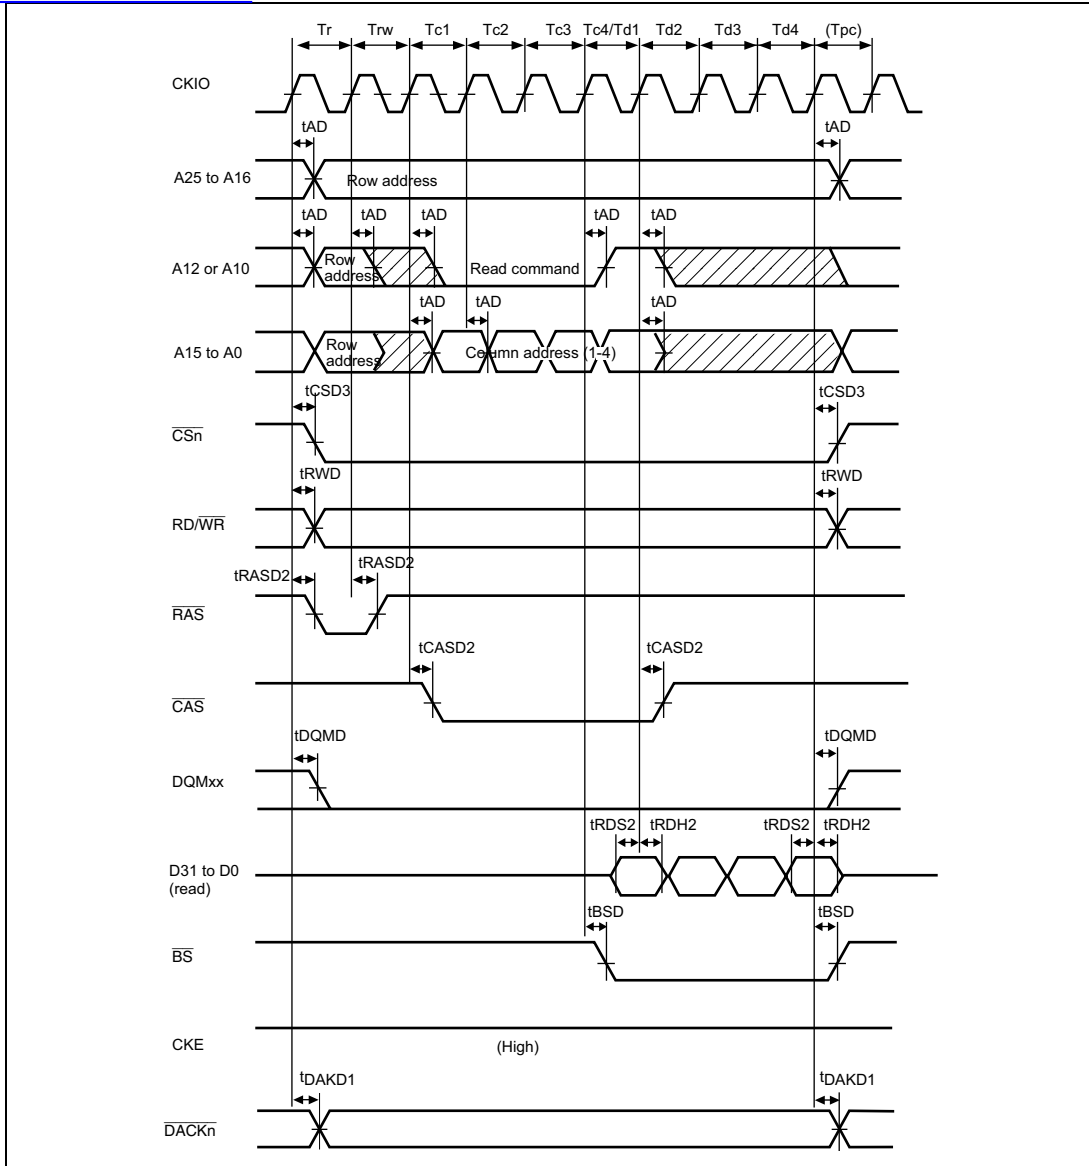 Tr Trw Tc1 Tc2 Tc3 Tc4/Td1 Td2 Td3 Td4 (Tpc)
CKIO
tAD tAD
A25 to A16 Row address
tAD tAD tAD tAD tAD
A12 or A10 Row address Read command
tAD tAD tAD
A15 to A0 Row address Column address (1-4)
tCSD3 tCSD3
CSn
tRWD tRWD
RD/WR
tRASD2 tRASD2
RAS
tCASD2 tCASD2
CAS
tDQMD tDQMD
DQMxx
tRDS2 tRDH2 tRDS2 tRDH2
D31 to D0
(read)
tBSD tBSD
BS
CKE (High)
tDAKD1 tDAKD1
DACKn